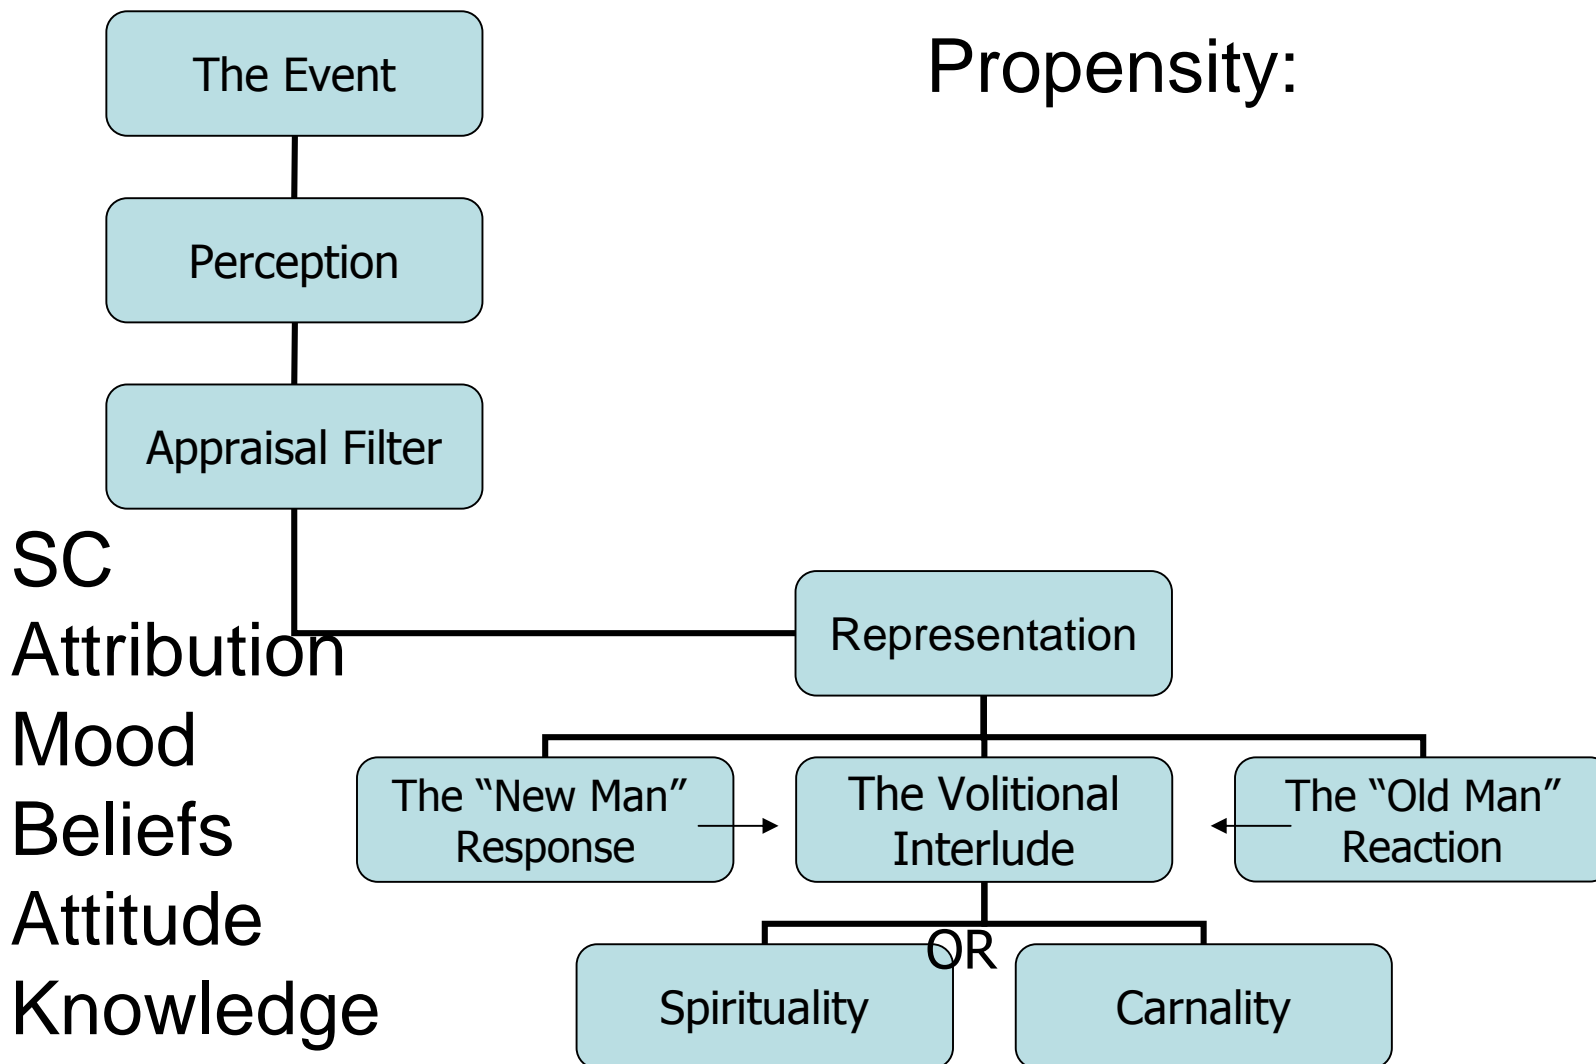 The Event
Propensity:
Perception
Appraisal Filter
SC
Attribution
Mood
Beliefs
Attitude
Knowledge
Representation
The “New Man”
Response
The Volitional
Interlude
The “Old Man”
Reaction
OR
Spirituality
Carnality